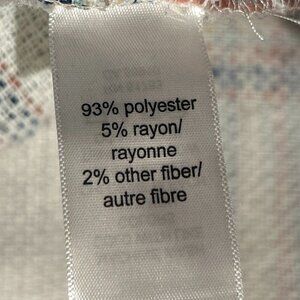 93% polyester
5% rayon/
rayonne
2% other fiber/
autre fibre